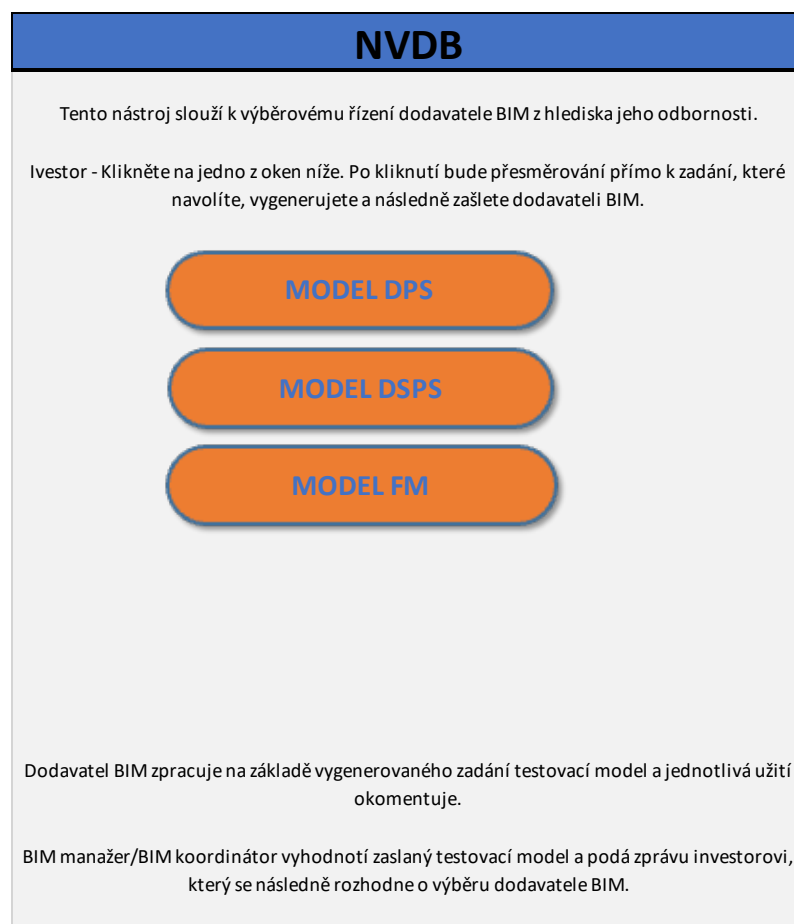 NVDB
Tento nástroj slouží k výběrovému řízení dodavatele BIM z hlediska jeho odbornosti.
Ivestor - Klikněte na jedno z oken níže. Po kliknutí bude přesměrování přímo k zadání, které
navolíte, vygenerujete a následně zašlete dodavateli BIM.
MODEL DPS
MODEL DSPS
MODEL FM
Dodavatel BIM zpracuje na základě vygenerovaného zadání testovací model a jednotlivá užití
okomentuje.
BIM manažer/BIM koordinátor vyhodnotí zaslaný testovací model a podá zprávu investorovi,
který se následně rozhodne o výběru dodavatele BIM.